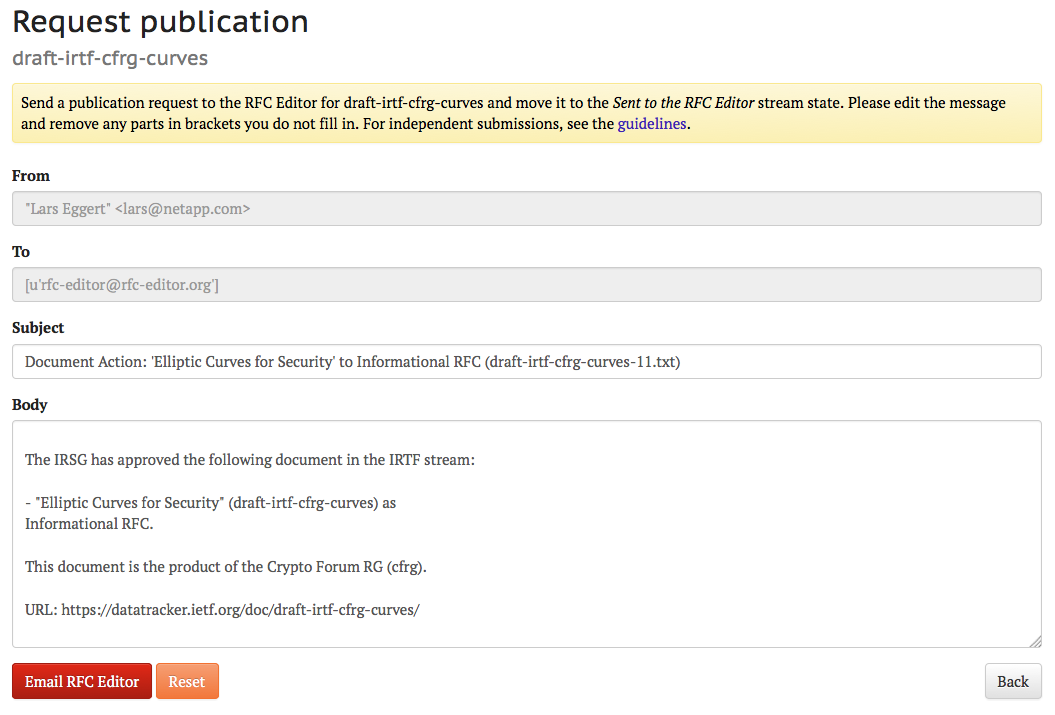 Request publication
draft-irtf-cfrg-curves
Send a publication request to the RFC Editor for draft-irtf-cfrg-curves and move it to the Sent to the RFC Editor stream state. Please edit the message
and remove any parts in brackets you do not fill in. For independent submissions, see the guidelines.
From
"Lars Eggert" <lars@netapp.com>
To
[u'rfc-editor@rfc-editor.org']
Subject
Document Action: 'Elliptic Curves for Security' to Informational RFC (draft-irtf-cfrg-curves-11.txt)
Body
The IRSG has approved the following document in the IRTF stream:
- "Elliptic Curves for Security" (draft-irtf-cfrg-curves) as
Informational RFC.
This document is the product of the Crypto Forum RG (cfrg).
URL: https://datatracker.ietf.org/doc/draft-irtf-cfrg-curves/
Email RFC Editor Reset Back